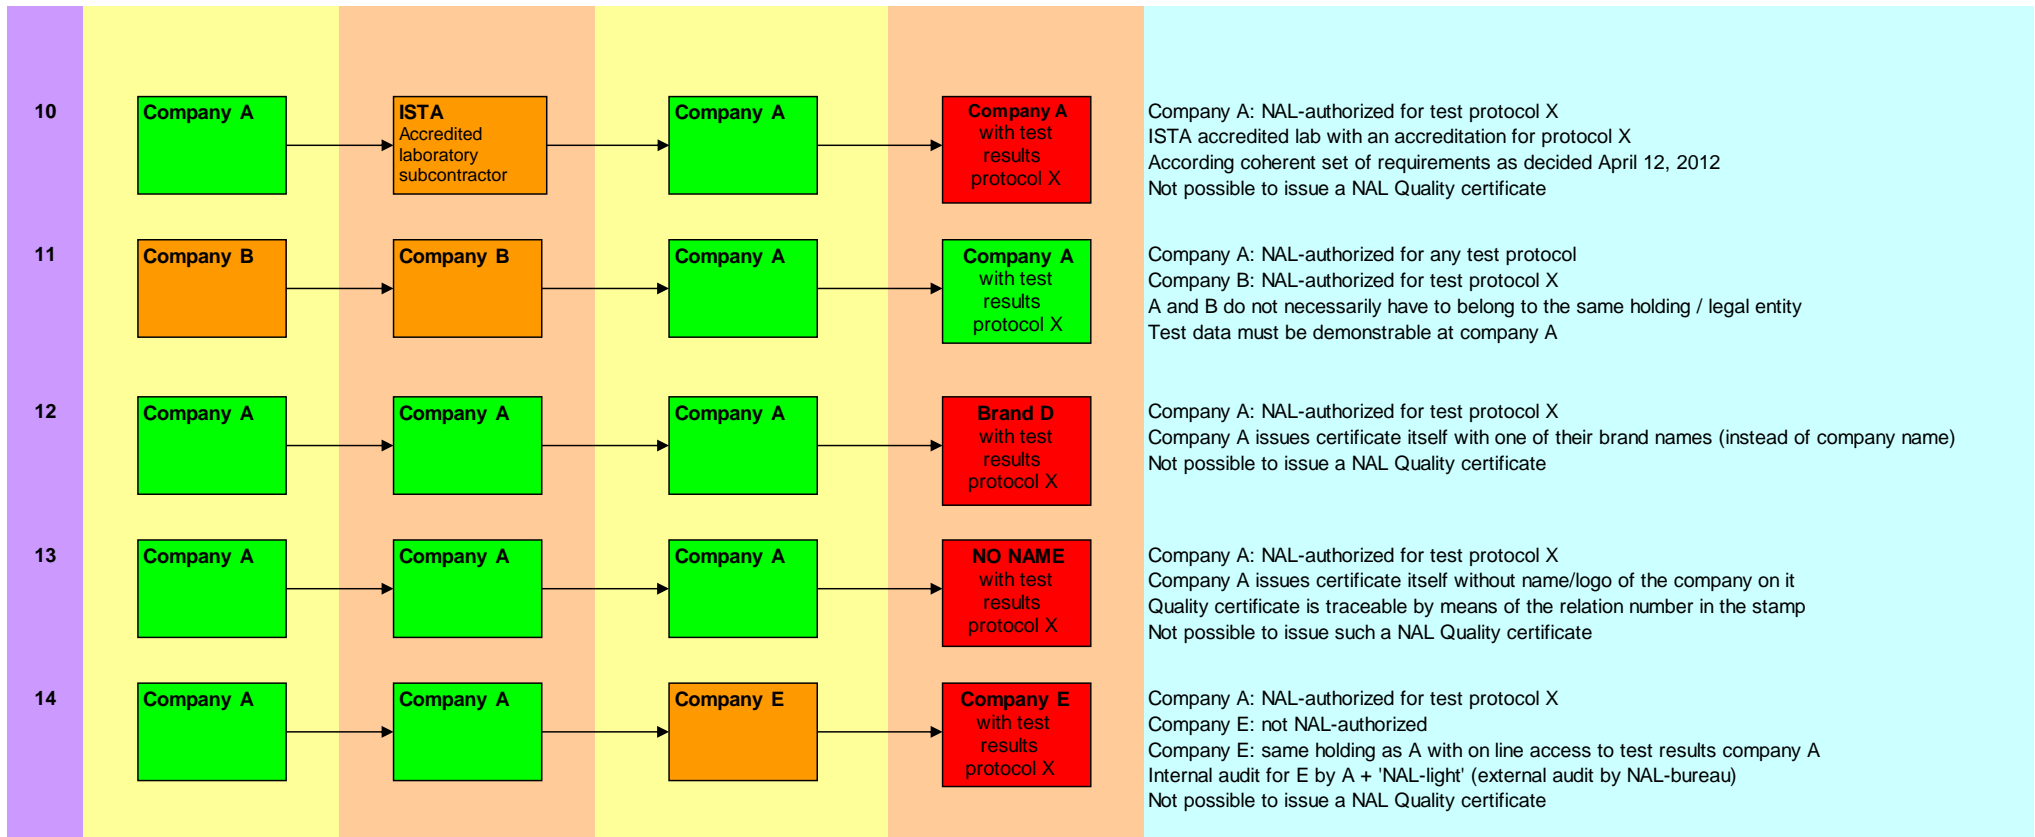 10
Company A
ISTA
Accredited
laboratory
subcontractor
Company A
Company A
with test
results
protocol X
Company A: NAL-authorized for test protocol X
ISTA accredited lab with an accreditation for protocol X
According coherent set of requirements as decided April 12, 2012
Not possible to issue a NAL Quality certificate
11
Company B
Company B
Company A
Company A
with test
results
protocol X
Company A: NAL-authorized for any test protocol
Company B: NAL-authorized for test protocol X
A and B do not necessarily have to belong to the same holding / legal entity
Test data must be demonstrable at company A
12
Company A
Company A
Company A
Brand D
with test
results
protocol X
Company A: NAL-authorized for test protocol X
Company A issues certificate itself with one of their brand names (instead of company name)
Not possible to issue a NAL Quality certificate
13
Company A
Company A
Company A
NO NAME
with test
results
protocol X
Company A: NAL-authorized for test protocol X
Company A issues certificate itself without name/logo of the company on it
Quality certificate is traceable by means of the relation number in the stamp
Not possible to issue such a NAL Quality certificate
14
Company A
Company A
Company E
Company E
with test
results
protocol X
Company A: NAL-authorized for test protocol X
Company E: not NAL-authorized
Company E: same holding as A with on line access to test results company A
Internal audit for E by A + 'NAL-light' (external audit by NAL-bureau)
Not possible to issue a NAL Quality certificate